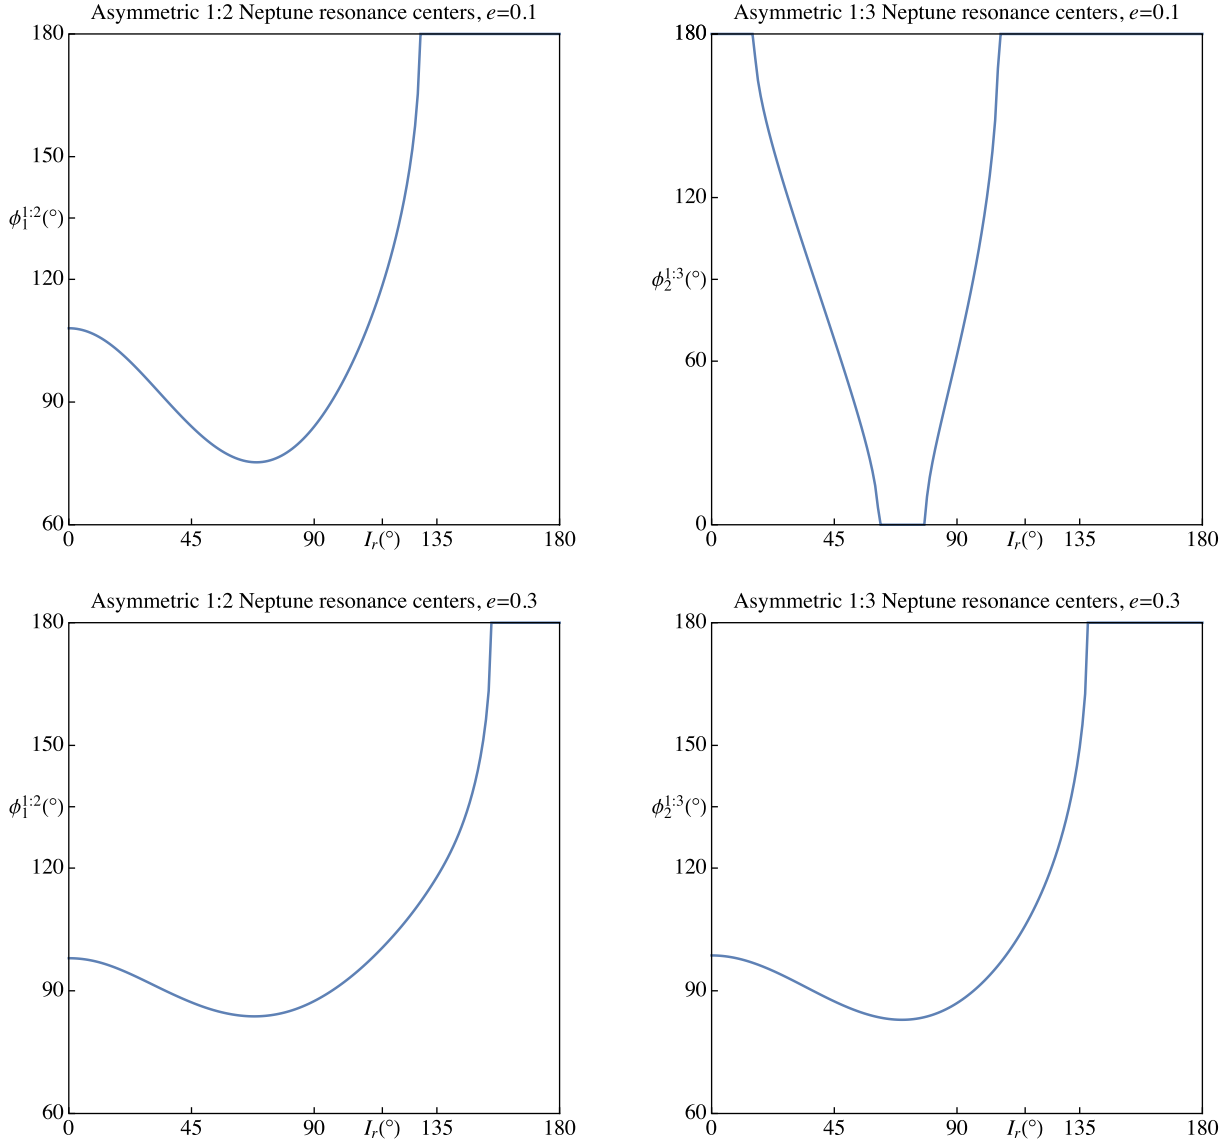 Asymmetric 1:2 Neptune resonance centers, e=0.1
180
150
ϕ₁^{1:2}(°)
120
90
60
0 45 90 I_r(°) 135 180
Asymmetric 1:3 Neptune resonance centers, e=0.1
180
120
ϕ₂^{1:3}(°)
60
0
0 45 90 I_r(°) 135 180
Asymmetric 1:2 Neptune resonance centers, e=0.3
180
150
ϕ₁^{1:2}(°)
120
90
60
0 45 90 I_r(°) 135 180
Asymmetric 1:3 Neptune resonance centers, e=0.3
180
150
ϕ₂^{1:3}(°)
120
90
60
0 45 90 I_r(°) 135 180